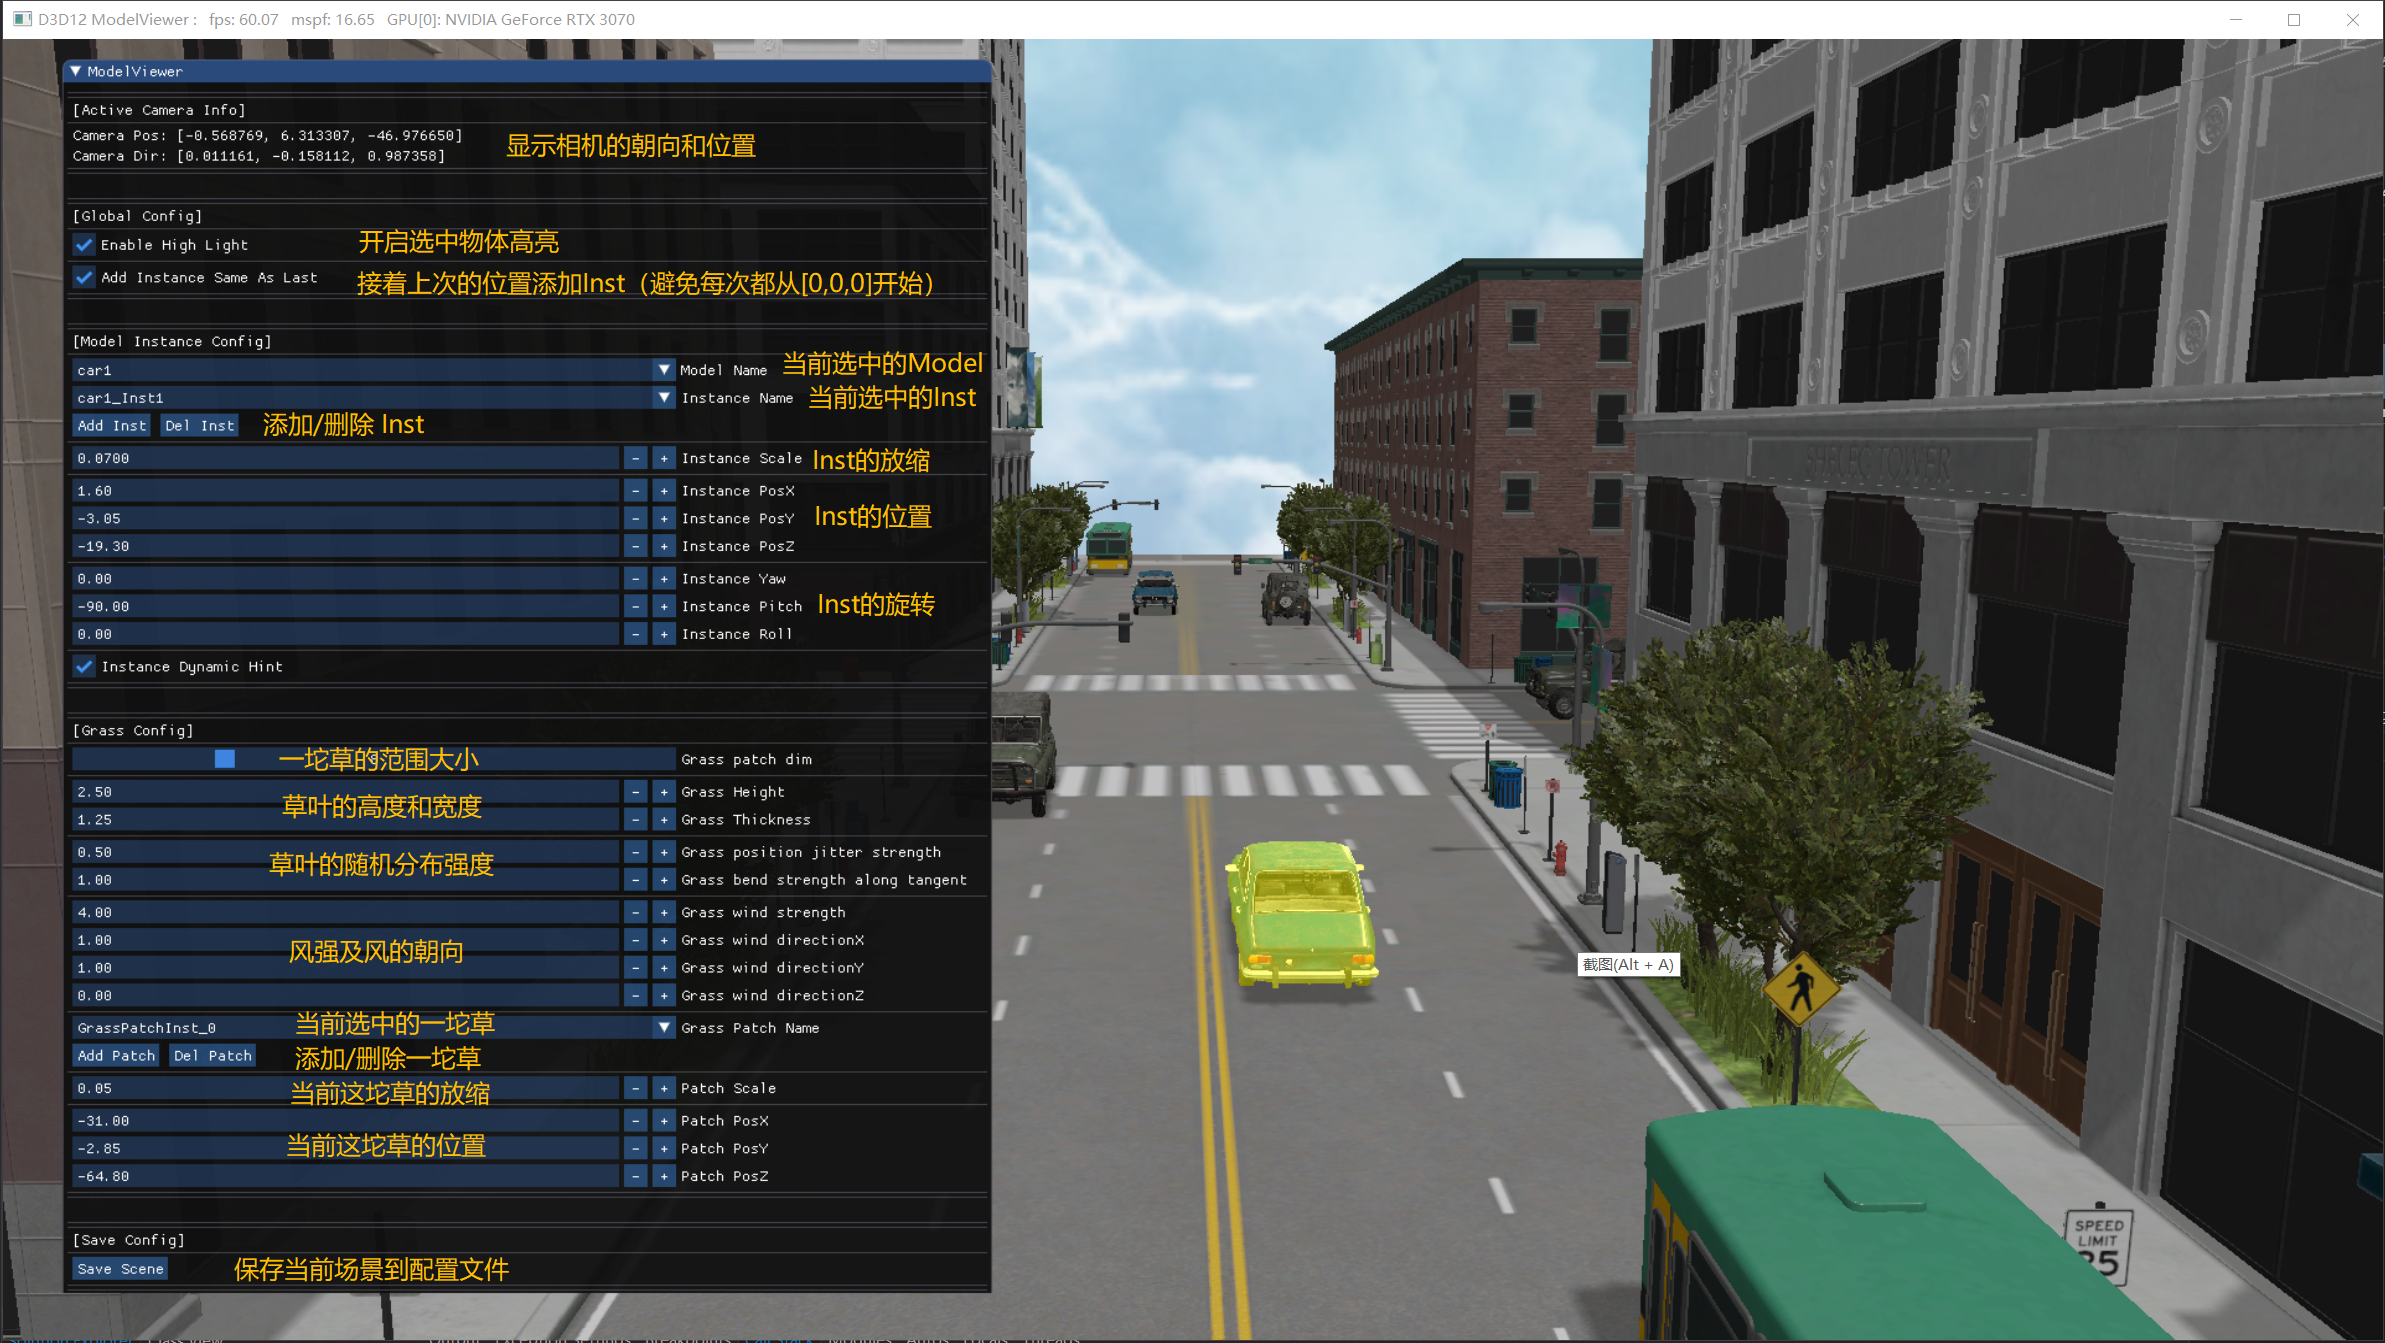 D3D12 ModelViewer :   fps: 60.07   mspf: 16.65   GPU[0]: NVIDIA GeForce RTX 3070
ModelViewer
[Active Camera Info]
Camera Pos: [-0.568769, 6.313307, -46.976650]
Camera Dir: [0.011161, -0.158112, 0.987358]
显示相机的朝向和位置
[Global Config]
Enable High Light 开启选中物体高亮
Add Instance Same As Last 接着上次的位置添加Inst（避免每次都从[0,0,0]开始）
[Model Instance Config]
car1 Model Name 当前选中的Model
car1_Inst1 Instance Name 当前选中的Inst
Add Inst Del Inst 添加/删除 Inst
0.0700 - + Instance Scale Inst的放缩
1.60 - + Instance PosX
-3.05 - + Instance PosY Inst的位置
-19.30 - + Instance PosZ
0.00 - + Instance Yaw
-90.00 - + Instance Pitch Inst的旋转
0.00 - + Instance Roll
Instance Dynamic Hint
[Grass Config]
一坨草的范围大小 Grass patch dim
2.50 - + Grass Height
草叶的高度和宽度
1.25 - + Grass Thickness
0.50 - + Grass position jitter strength
草叶的随机分布强度
1.00 - + Grass bend strength along tangent
4.00 - + Grass wind strength
1.00 - + Grass wind directionX
风强及风的朝向
1.00 - + Grass wind directionY
0.00 - + Grass wind directionZ
GrassPatchInst_0 当前选中的一坨草 Grass Patch Name
Add Patch Del Patch 添加/删除一坨草
0.05 当前这坨草的放缩 - + Patch Scale
-31.00 - + Patch PosX
-2.85 当前这坨草的位置 - + Patch PosY
-64.80 - + Patch PosZ
[Save Config]
Save Scene 保存当前场景到配置文件
截图(Alt + A)
SPEED
LIMIT